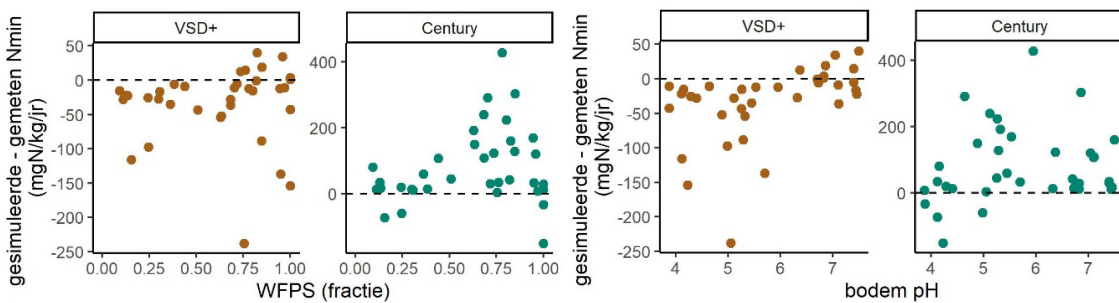 VSD+
Century
gesimuleerde - gemeten Nmin
(mgN/kg/jr)
50
0
-50
-100
-150
-200
-250
400
200
0
0.00 0.25 0.50 0.75 1.00
0.00 0.25 0.50 0.75 1.00
WFPS (fractie)
VSD+
Century
gesimuleerde - gemeten Nmin
(mgN/kg/jr)
50
0
-50
-100
-150
-200
-250
400
200
0
4 5 6 7
4 5 6 7
bodem pH